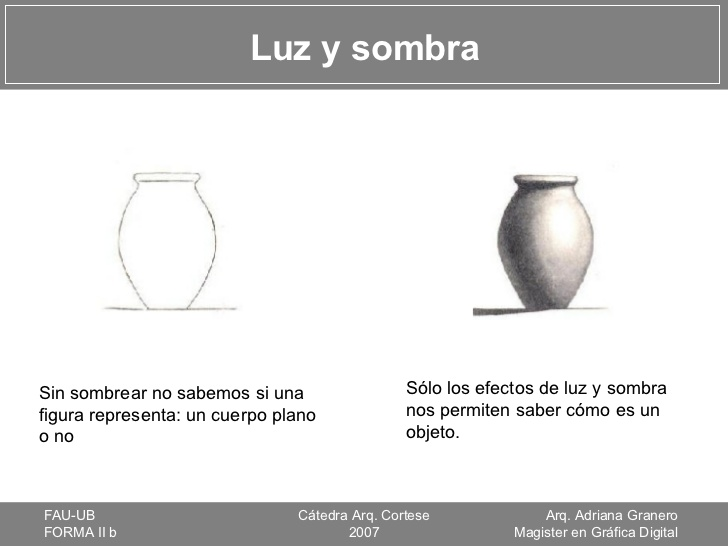 Luz y sombra
Sin sombrear no sabemos si una
figura representa: un cuerpo plano
o no
Sólo los efectos de luz y sombra
nos permiten saber cómo es un
objeto.
FAU-UB
FORMA II b
Cátedra Arq. Cortese
2007
Arq. Adriana Granero
Magister en Gráfica Digital